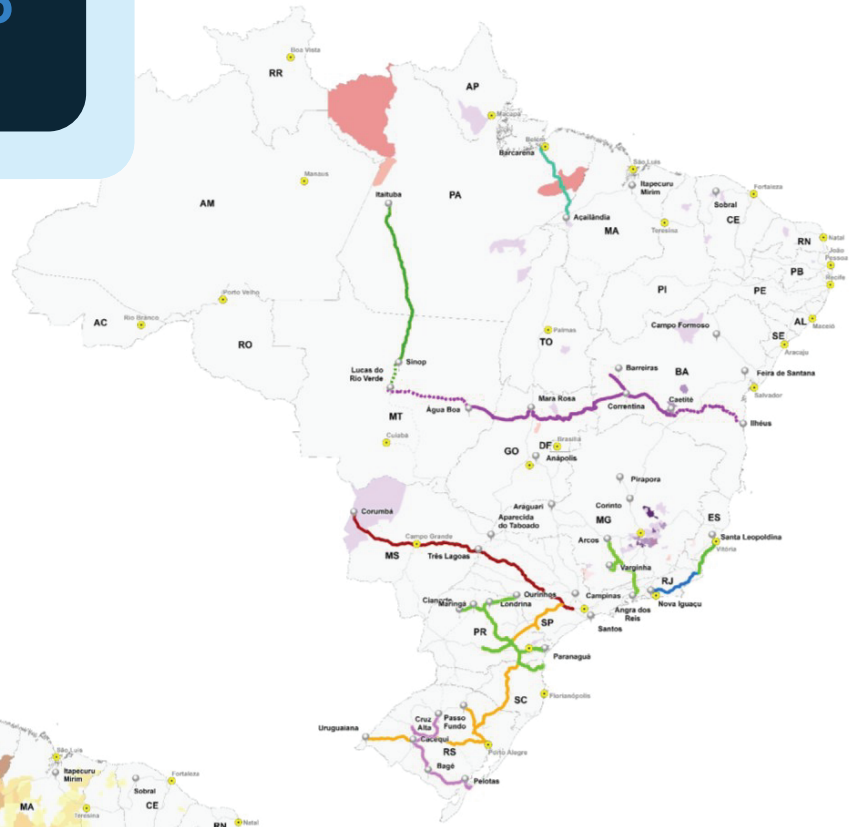 Boa Vista
RR
AP
Macapá
Belém
Barcarena
São Luís
Itapecuru
Mirim
Fortaleza
Manaus
Itaituba
PA
Sobral
CE
AM
Açailândia
MA
Teresina
RN
Natal
João
Pessoa
PB
Recife
Porto Velho
PI
PE
AC
Rio Branco
RO
TO
Palmas
Campo Formoso
AL
Maceió
SE
Aracaju
Sinop
Lucas do
Rio Verde
Barreiras
BA
Feira de Santana
Salvador
MT
Água Boa
Mara Rosa
Correntina
Caetité
Ilhéus
Cuiabá
GO
DF
Brasília
Anápolis
Pirapora
Corumbá
Araguari
Corinto
Aparecida
do Taboado
MG
ES
Campo Grande
Arcos
Santa Leopoldina
Vitória
MS
Três Lagoas
Varginha
RJ
Ourinhos
Campinas
Nova Iguaçu
Maringá
Londrina
Angra dos
Reis
SP
Santos
PR
Paranaguá
SC
Florianópolis
Uruguaiana
Cruz
Alta
Passo
Fundo
Cacequi
RS
Porto Alegre
Bagé
Pelotas
São Luís
Itapecuru
Mirim
Fortaleza
Sobral
MA
Teresina
CE
RN
Natal